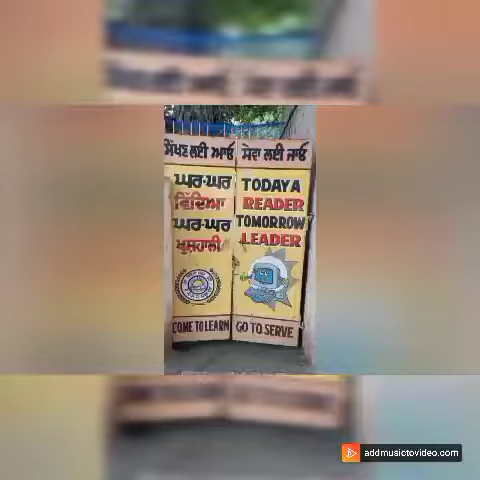 ਸਿੱਖਣ ਲਈ ਆਓ
ਸੇਵਾ ਲਈ ਜਾਓ
ਘਰ-ਘਰ
ਵਿੱਦਿਆ
ਘਰ-ਘਰ
ਖੁਸ਼ਹਾਲੀ
TODAY A
READER
TOMORROW
LEADER
COME TO LEARN
GO TO SERVE
addmusictovideo.com